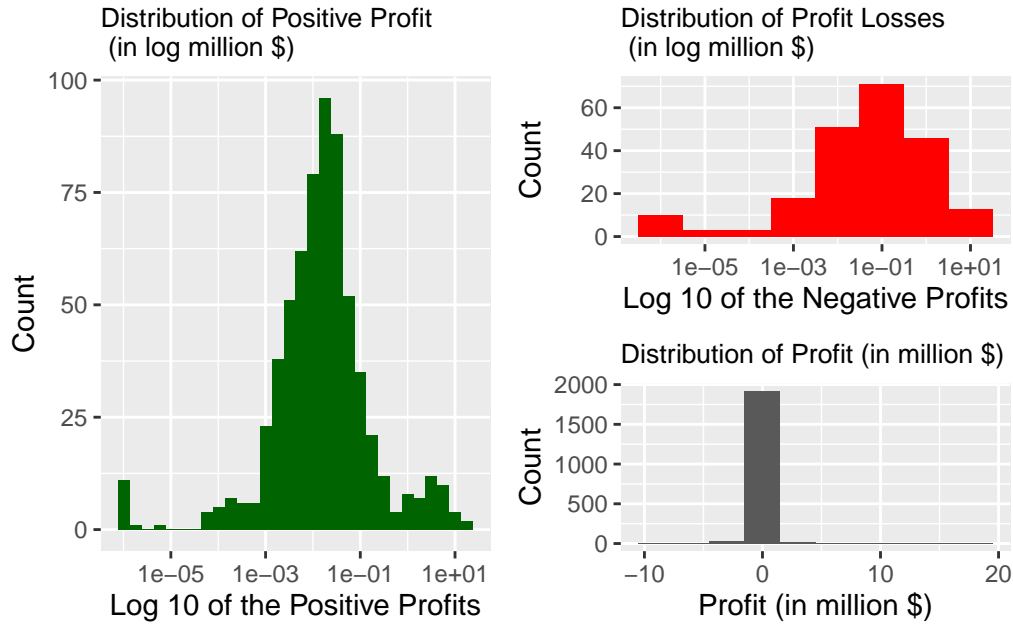 Distribution of Positive Profit
(in log million $)
100
75
50
25
0
Count
1e−05 1e−03 1e−01 1e+01
Log 10 of the Positive Profits
Distribution of Profit Losses
(in log million $)
60
40
20
0
Count
1e−05 1e−03 1e−01 1e+01
Log 10 of the Negative Profits
Distribution of Profit (in million $)
2000
1500
1000
500
0
Count
−10 0 10 20
Profit (in million $)